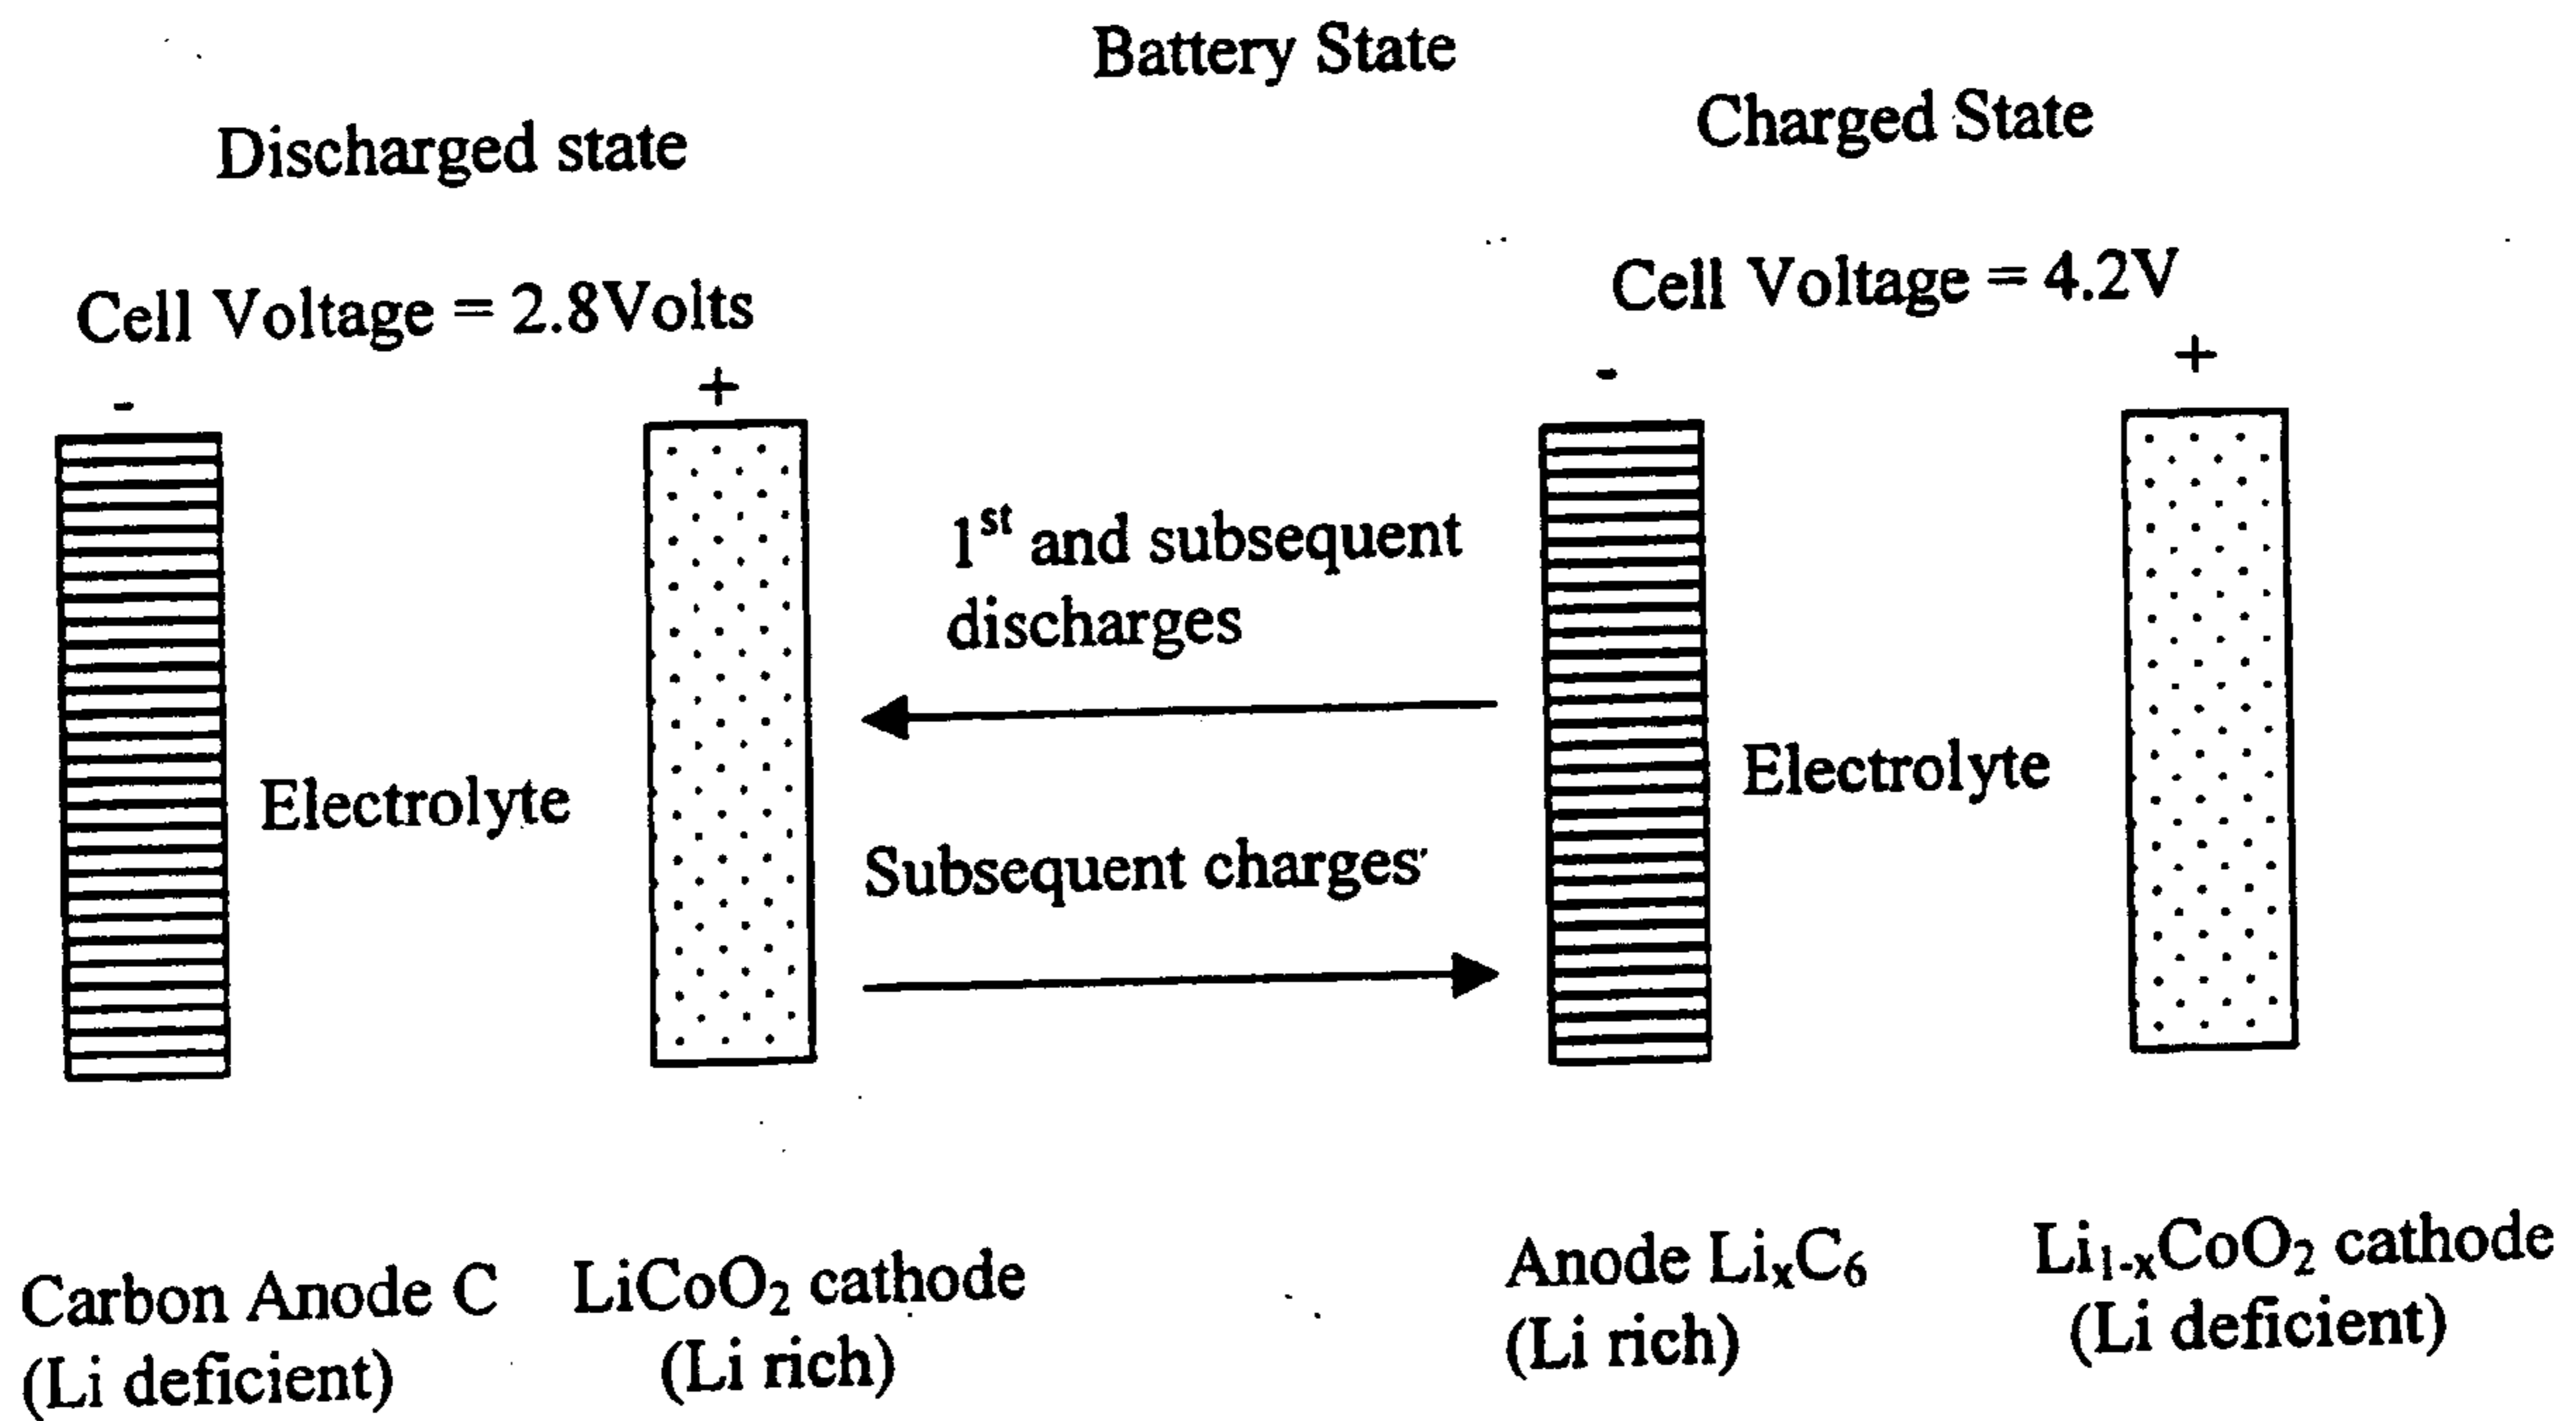 Battery State
Discharged state
Charged State
Cell Voltage = 2.8Volts
Cell Voltage = 4.2V
-
+
-
+
1st and subsequent
discharges
Electrolyte
Electrolyte
Subsequent charges
Carbon Anode C
(Li deficient)
LiCoO2 cathode
(Li rich)
Anode LixC6
(Li rich)
Li1-xCoO2 cathode
(Li deficient)